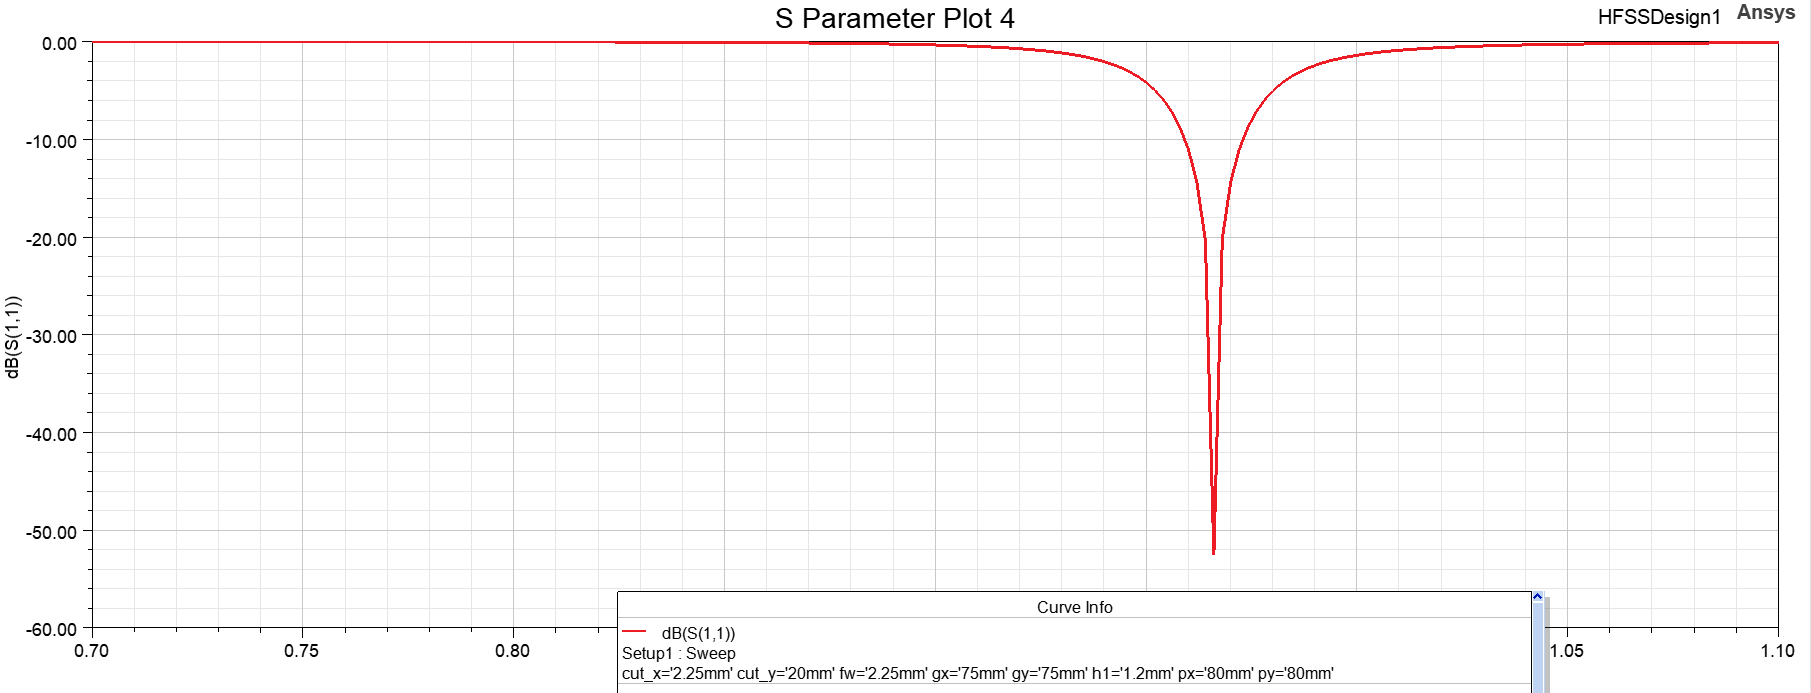 S Parameter Plot 4
HFSSDesign1
Ansys
0.00
-10.00
-20.00
-30.00
-40.00
-50.00
-60.00
dB(S(1,1))
0.70
0.75
0.80
1.05
1.10
Curve Info
dB(S(1,1))
Setup1 : Sweep
cut_x='2.25mm' cut_y='20mm' fw='2.25mm' gx='75mm' gy='75mm' h1='1.2mm' px='80mm' py='80mm'